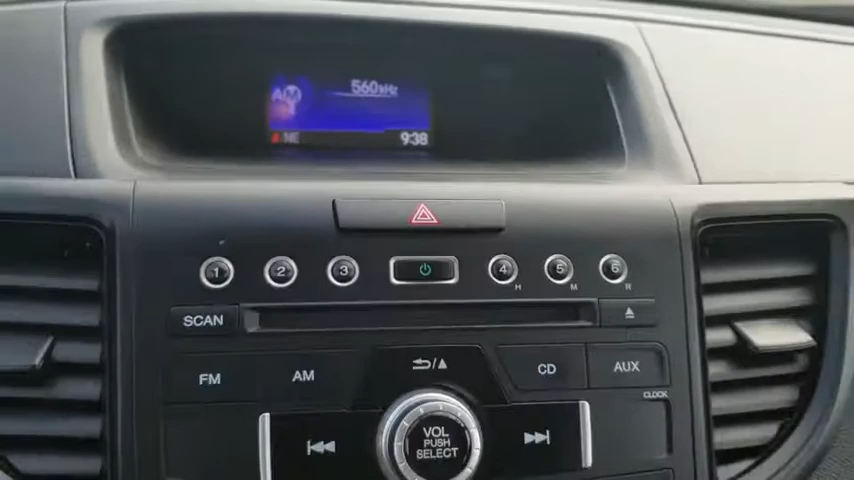 AM
560kHz
NE
9:38
1 2 3 4 5 6
H M R
SCAN
FM AM CD AUX
CLOCK
VOL
PUSH
SELECT